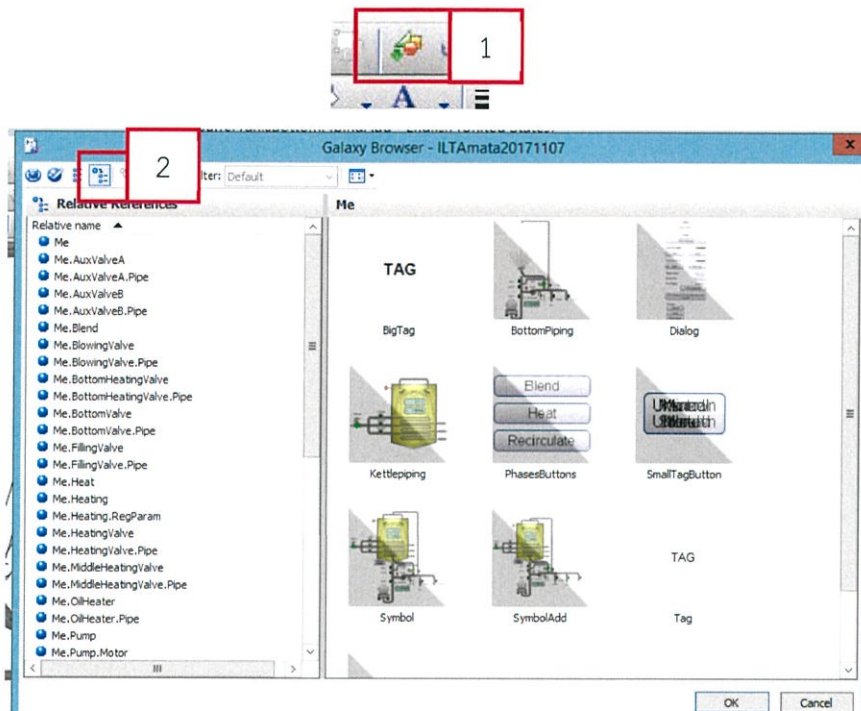 1
A
Galaxy Browser - ILTAmata20171107
2
Default
Relative References
Me
Relative name
Me
Me.AuxValveA
Me.AuxValveA.Pipe
Me.AuxValveB
Me.AuxValveB.Pipe
Me.Blend
Me.BlowingValve
Me.BlowingValve.Pipe
Me.BottomHeatingValve
Me.BottomHeatingValve.Pipe
Me.BottomValve
Me.BottomValve.Pipe
Me.FillingValve
Me.FillingValve.Pipe
Me.Heat
Me.Heating
Me.Heating.RegParam
Me.HeatingValve
Me.HeatingValve.Pipe
Me.MiddleHeatingValve
Me.MiddleHeatingValve.Pipe
Me.OilHeater
Me.OilHeater.Pipe
Me.Pump
Me.Pump.Motor
TAG
BigTag
BottomPiping
Dialog
Blend
Heat
Recirculate
Kettlepiping
PhasesButtons
SmallTagButton
TAG
Symbol
SymbolAdd
Tag
OK
Cancel